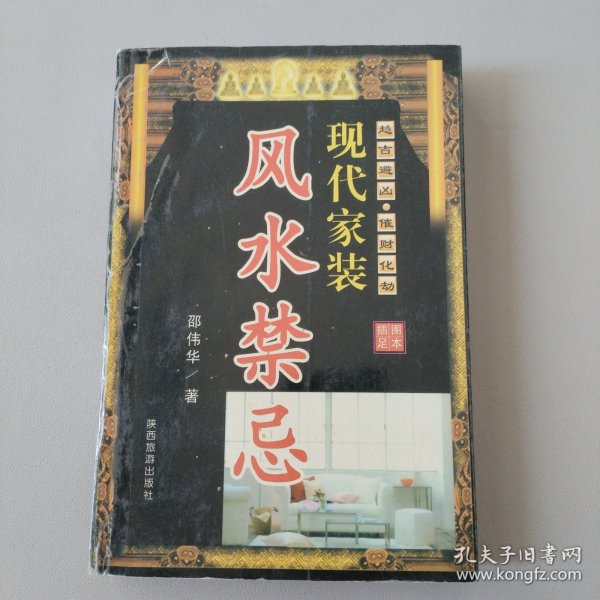 趋吉避凶·催财化劫
现代家装
风水禁忌
图本
插足
邵伟华/著
陕西旅游出版社
孔夫子旧书网
www.kongfz.com